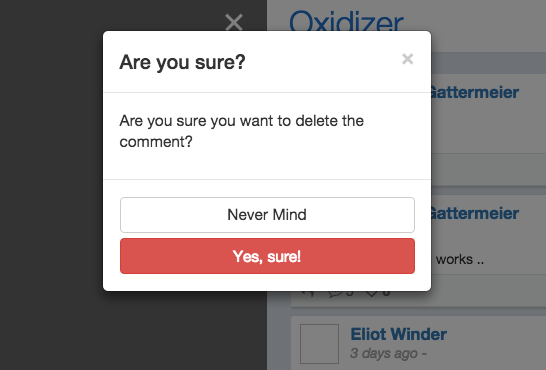 Oxidizer
Are you sure?
×
Gattermeier
Are you sure you want to delete the
comment?
Never Mind
Gattermeier
Yes, sure!
works ..
Eliot Winder
3 days ago -